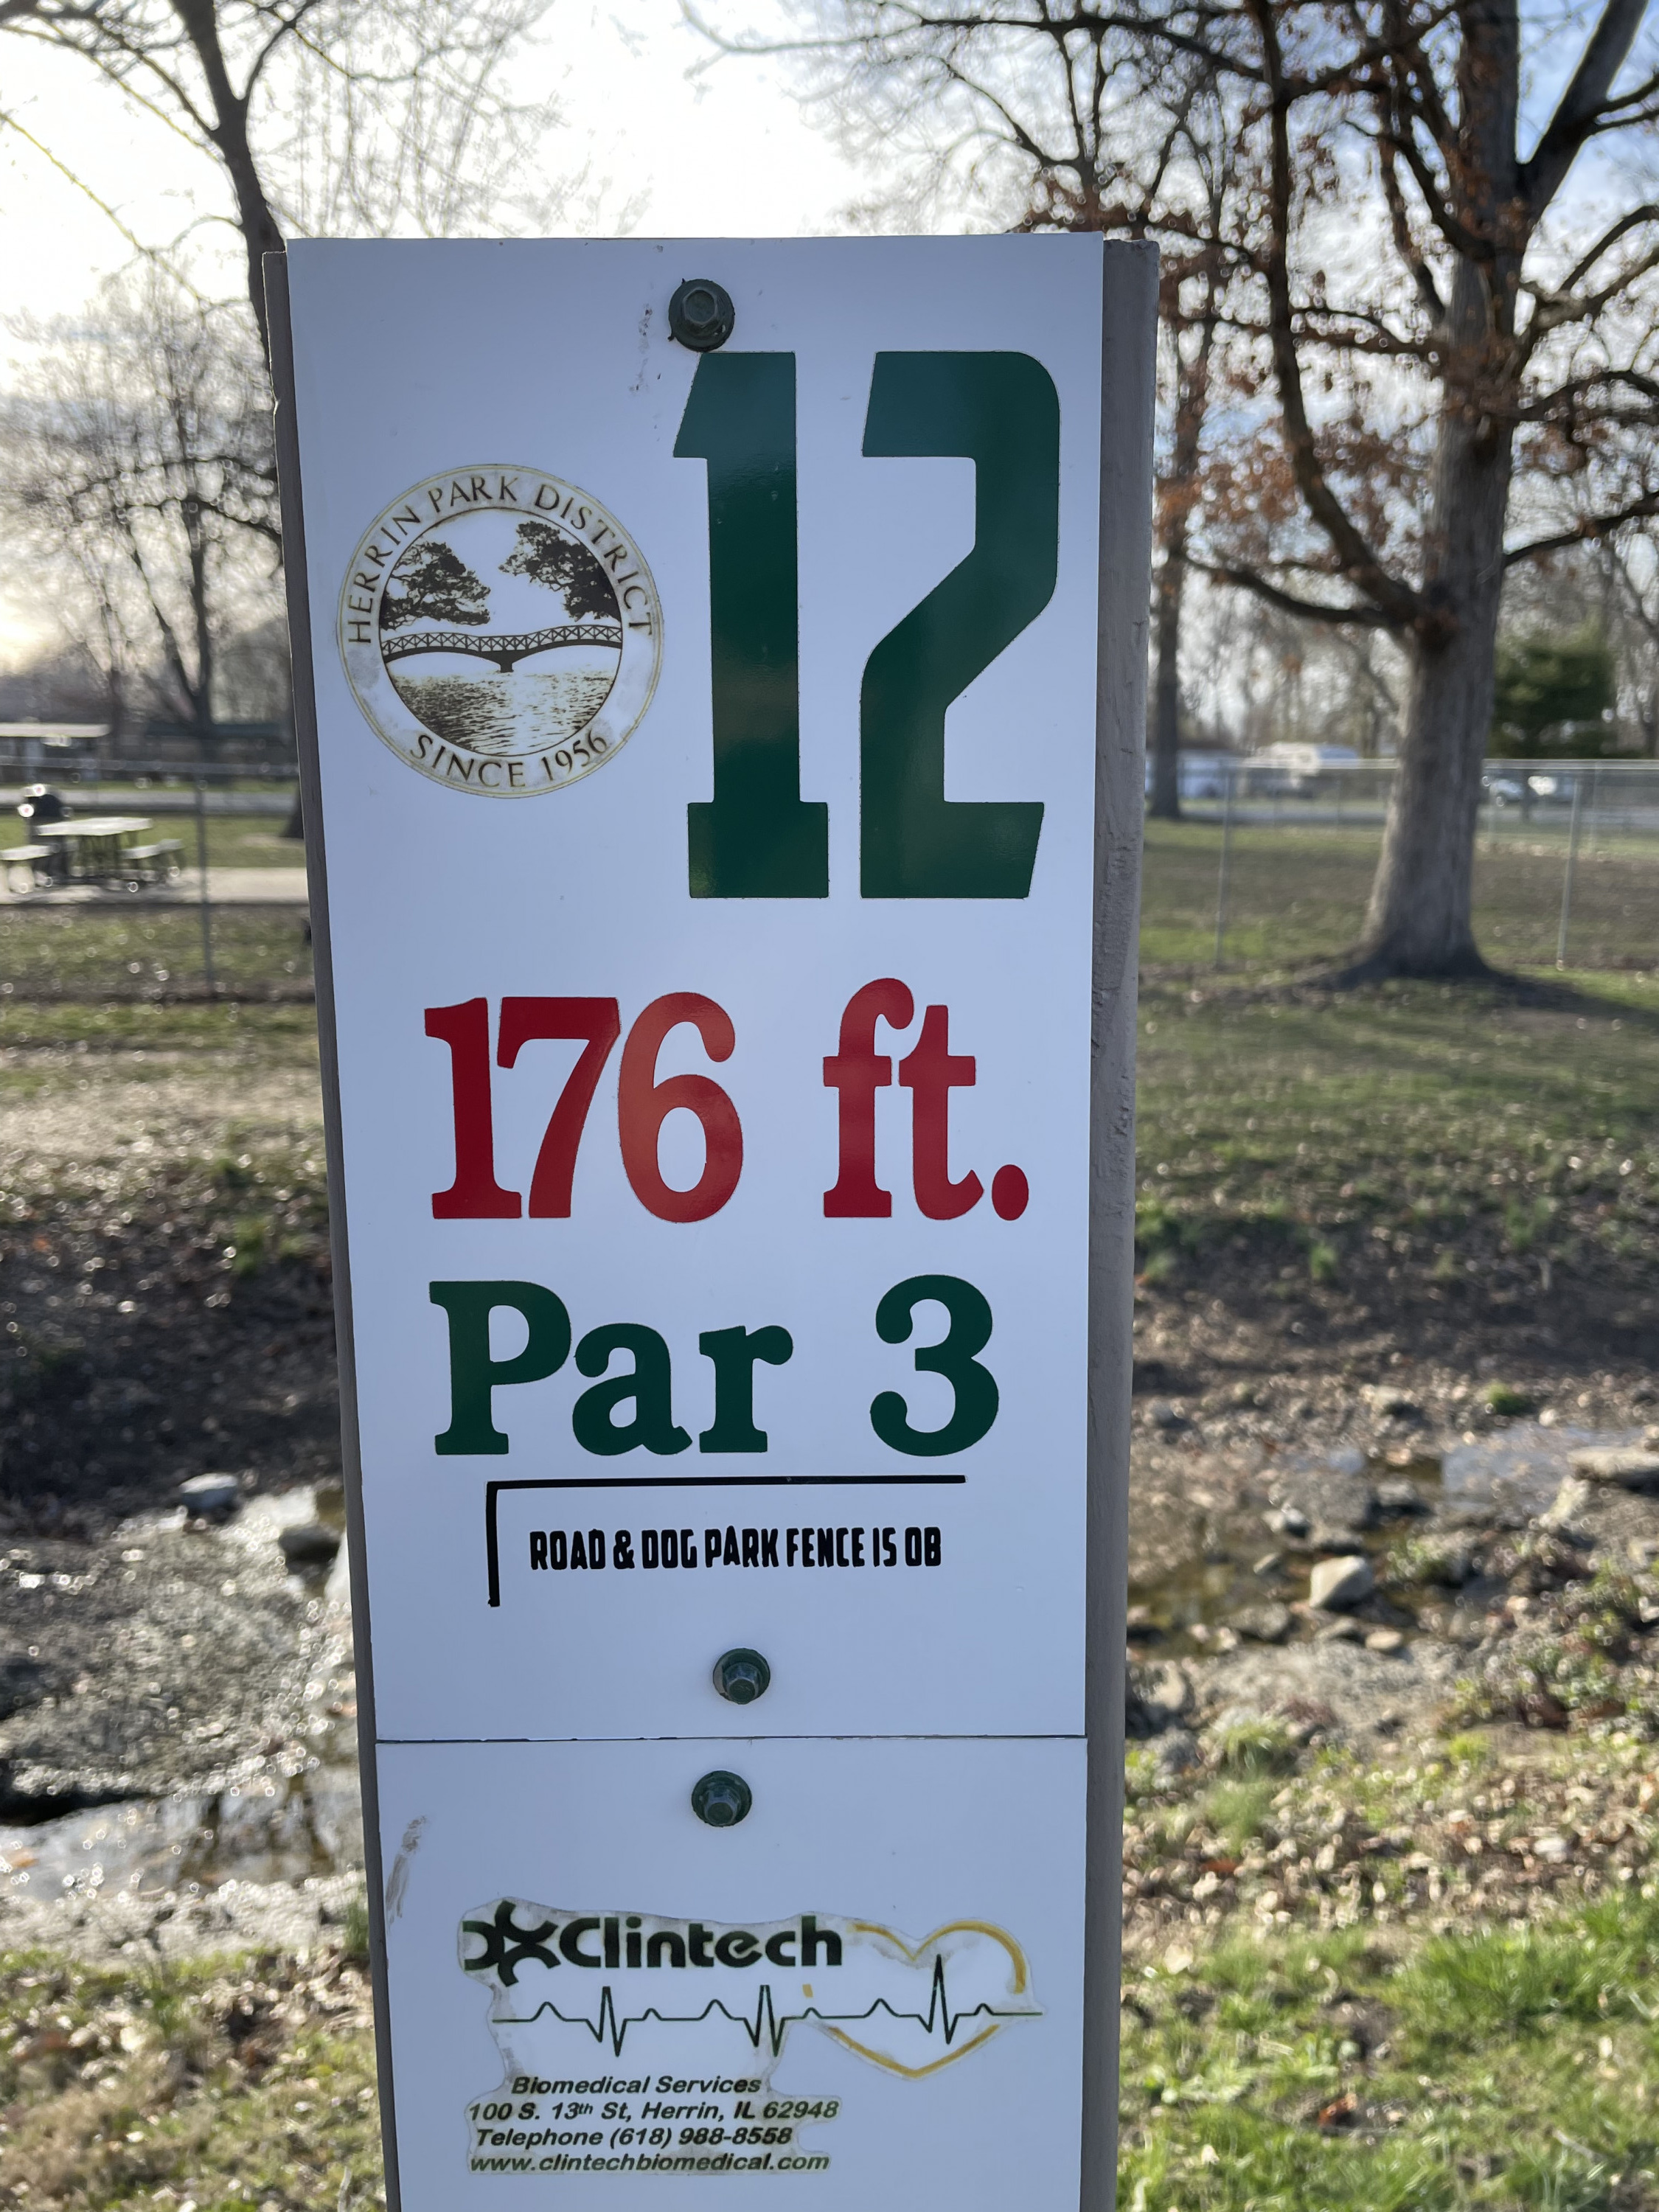 12
HERRIN PARK DISTRICT
SINCE 1956
176 ft.
Par 3
ROAD & DOG PARK FENCE IS OB
Clintech
Biomedical Services
100 S. 13th St, Herrin, IL 62948
Telephone (618) 988-8558
www.clintechbiomedical.com